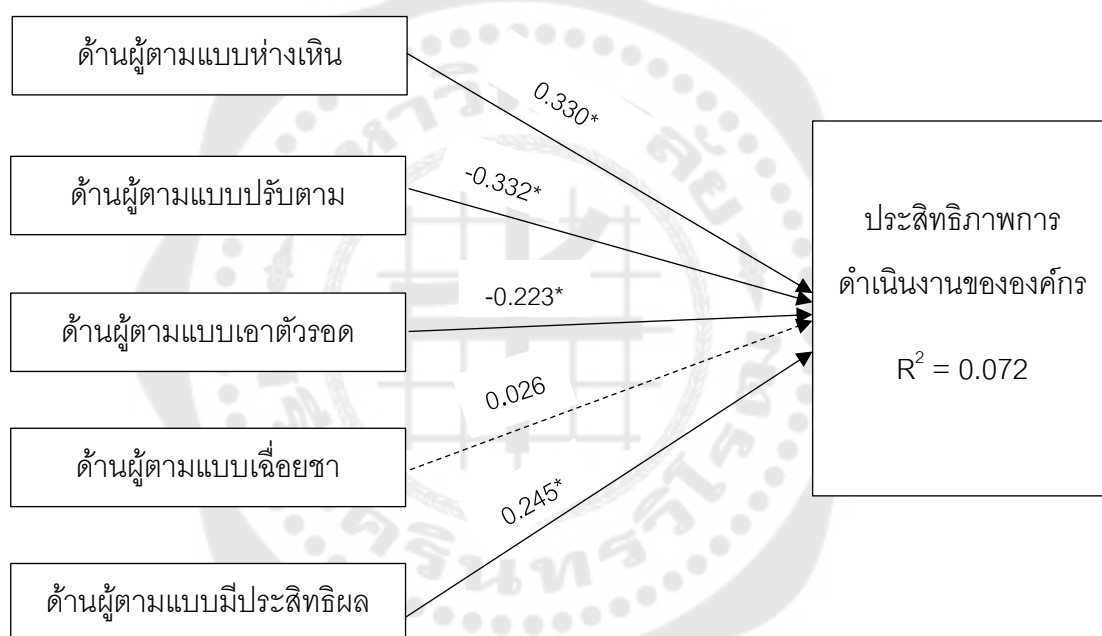 ด้านผู้ตามแบบห่างเหิน
0.330*
ด้านผู้ตามแบบปรับตาม
-0.332*
ประสิทธิภาพการ
ดำเนินงานขององค์กร
R² = 0.072
ด้านผู้ตามแบบเอาตัวรอด
-0.223*
ด้านผู้ตามแบบเฉื่อยชา
0.026
ด้านผู้ตามแบบมีประสิทธิผล
0.245*